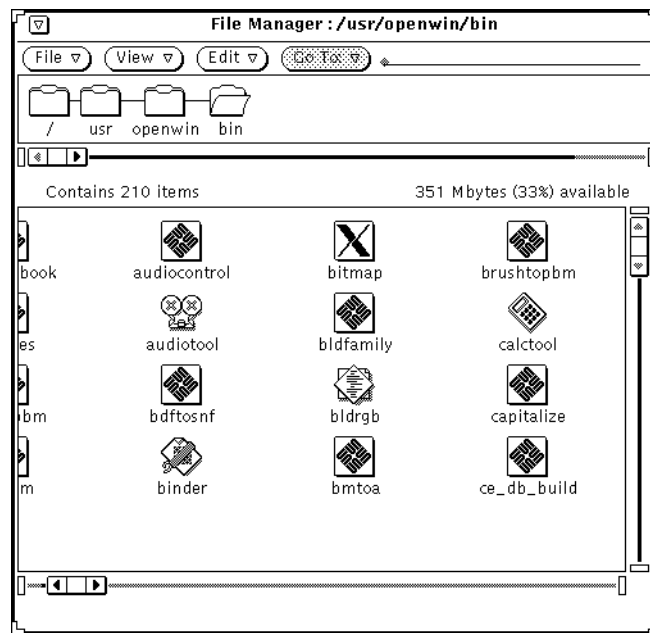 File Manager : /usr/openwin/bin
File View Edit Go To:
/ usr openwin bin
Contains 210 items 351 Mbytes (33%) available
book audiocontrol bitmap brushtopbm
es audiotool bldfamily calctool
bm bdftosnf bldrgb capitalize
m binder bmtoa ce_db_build